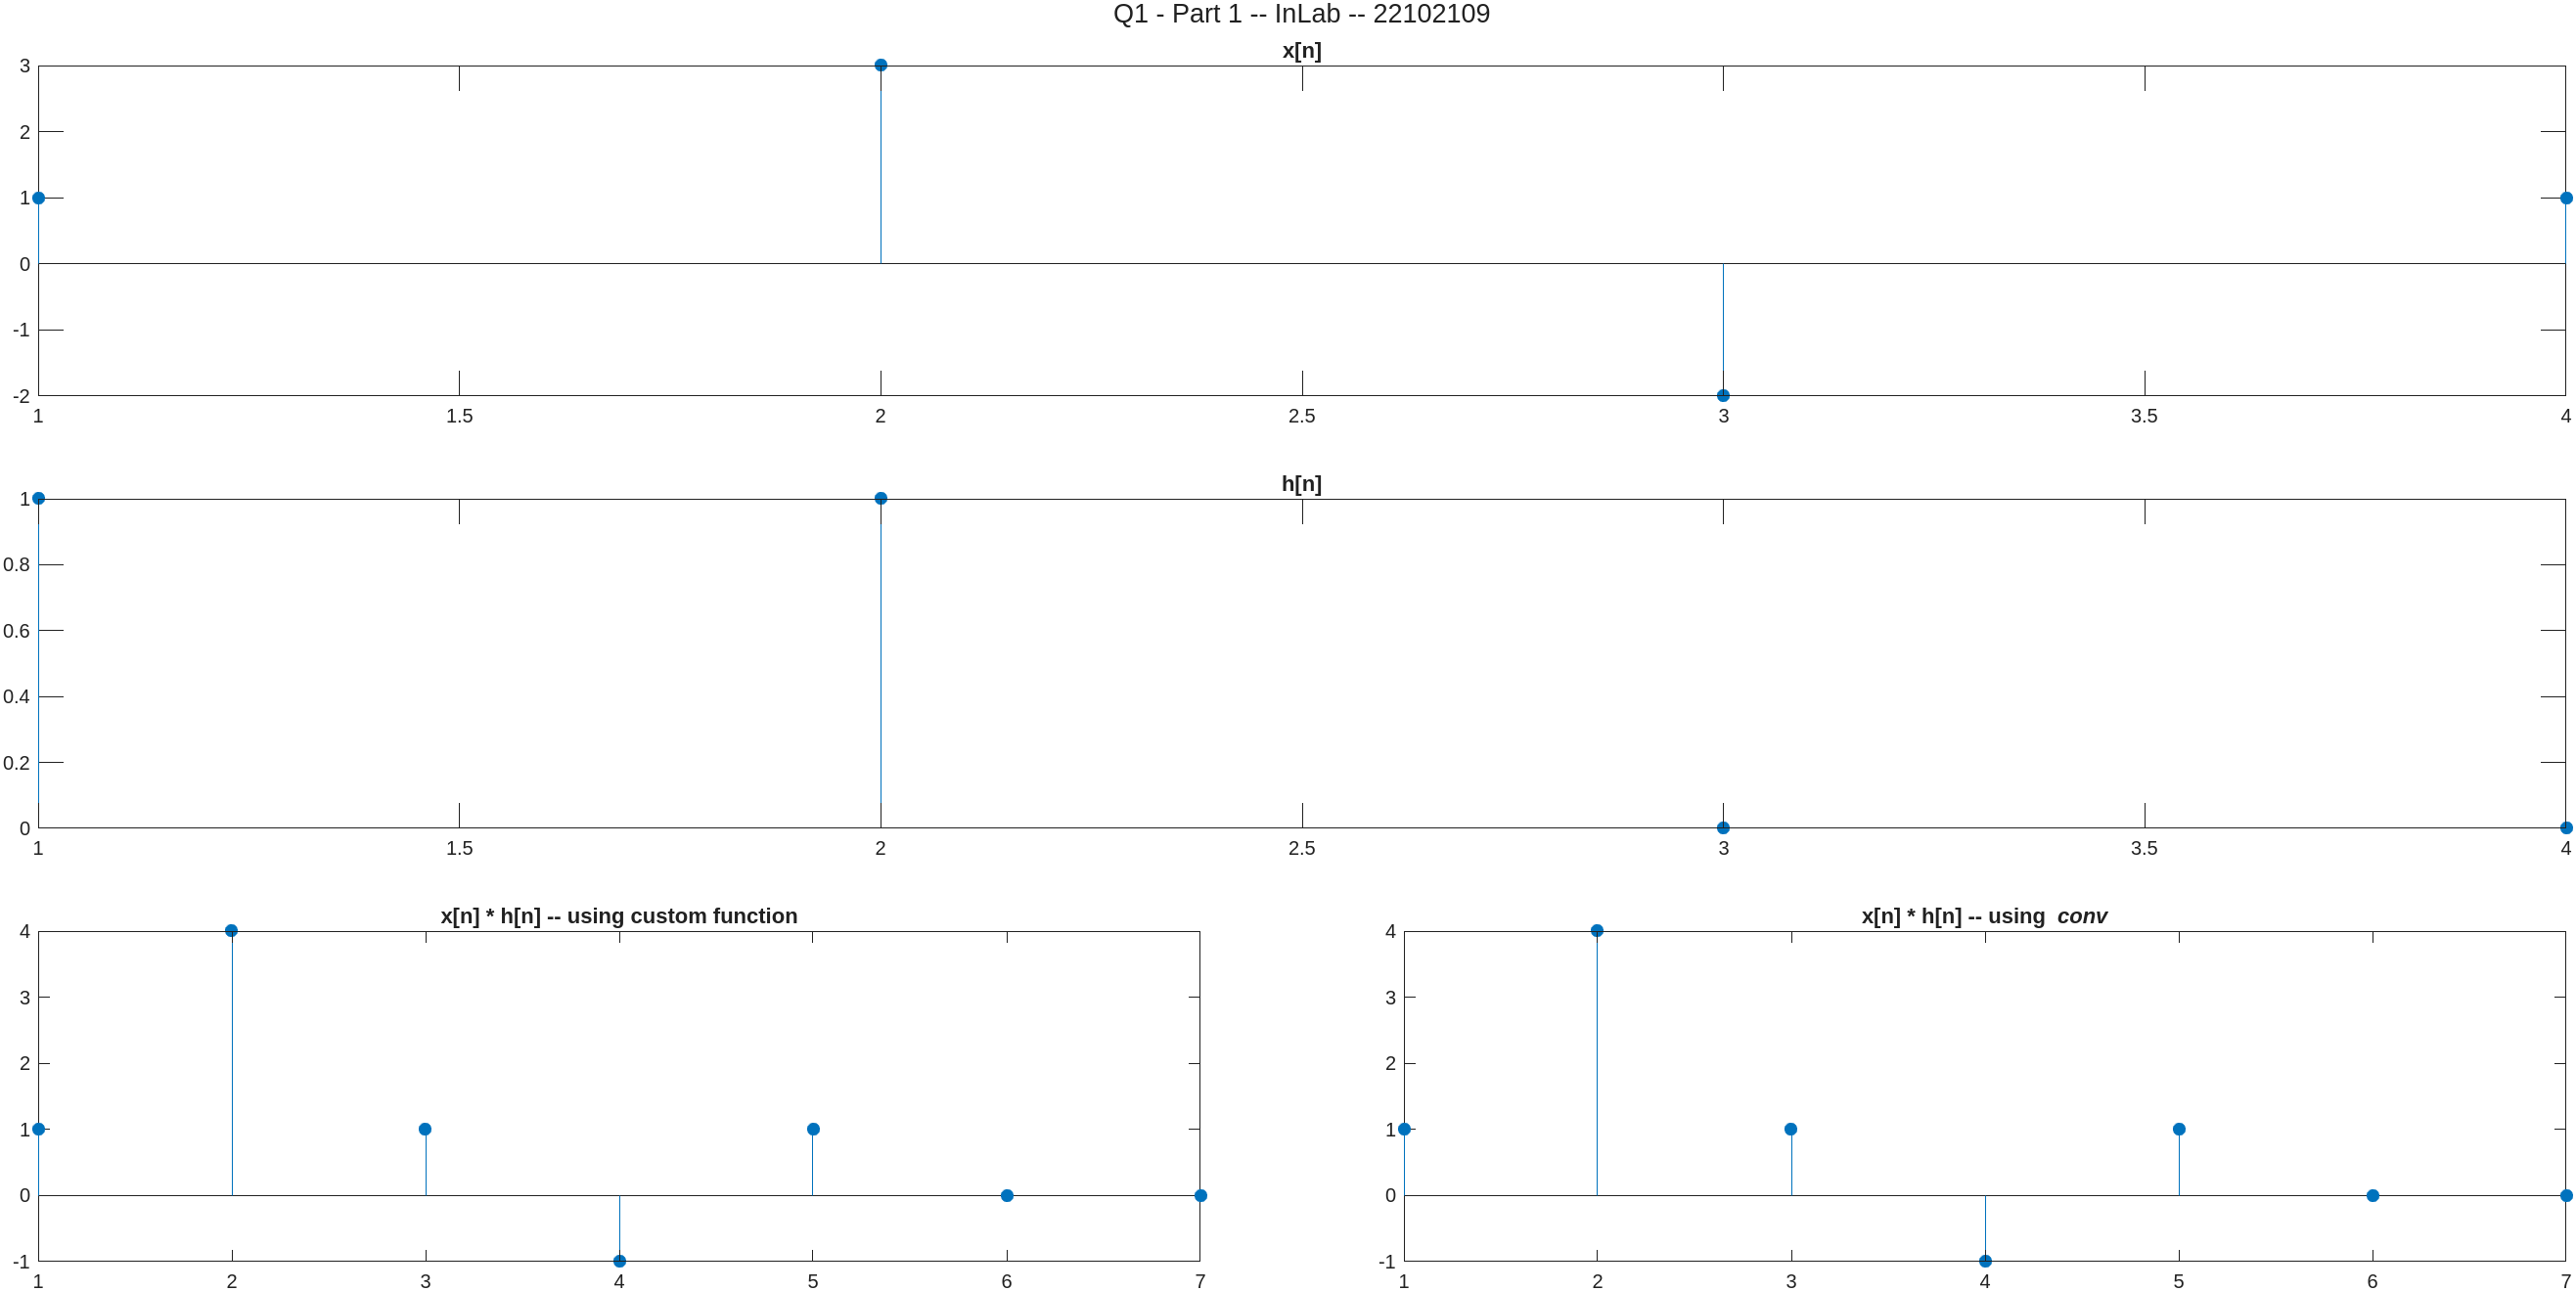 Q1 - Part 1 -- InLab -- 22102109
x[n]
3
2
1
0
-1
-2
1 1.5 2 2.5 3 3.5 4
h[n]
1
0.8
0.6
0.4
0.2
0
1 1.5 2 2.5 3 3.5 4
x[n] * h[n] -- using custom function
4
3
2
1
0
-1
1 2 3 4 5 6 7
x[n] * h[n] -- using conv
4
3
2
1
0
-1
1 2 3 4 5 6 7